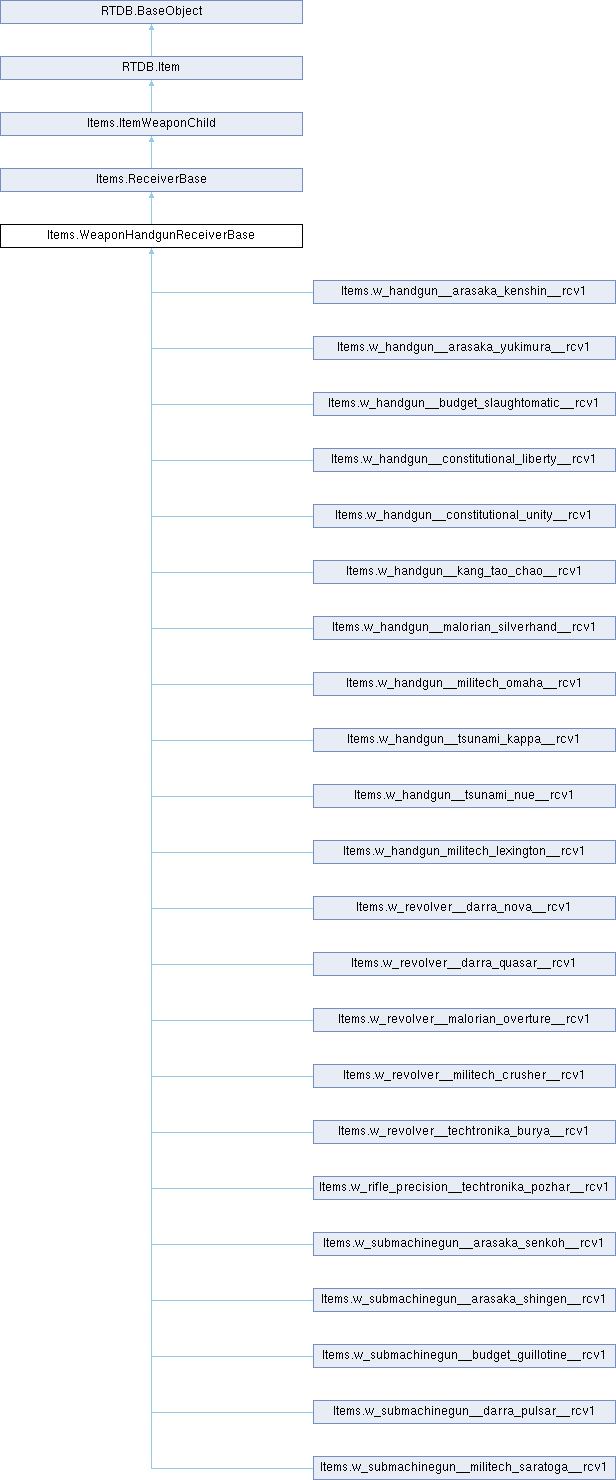 RTDB.BaseObject
RTDB.Item
Items.ItemWeaponChild
Items.ReceiverBase
Items.WeaponHandgunReceiverBase
Items.w_handgun__arasaka_kenshin__rcv1
Items.w_handgun__arasaka_yukimura__rcv1
Items.w_handgun__budget_slaughtomatic__rcv1
Items.w_handgun__constitutional_liberty__rcv1
Items.w_handgun__constitutional_unity__rcv1
Items.w_handgun__kang_tao_chao__rcv1
Items.w_handgun__malorian_silverhand__rcv1
Items.w_handgun__militech_omaha__rcv1
Items.w_handgun__tsunami_kappa__rcv1
Items.w_handgun__tsunami_nue__rcv1
Items.w_handgun_militech_lexington__rcv1
Items.w_revolver__darra_nova__rcv1
Items.w_revolver__darra_quasar__rcv1
Items.w_revolver__malorian_overture__rcv1
Items.w_revolver__militech_crusher__rcv1
Items.w_revolver__techtronika_burya__rcv1
Items.w_rifle_precision__techtronika_pozhar__rcv1
Items.w_submachinegun__arasaka_senkoh__rcv1
Items.w_submachinegun__arasaka_shingen__rcv1
Items.w_submachinegun__budget_guillotine__rcv1
Items.w_submachinegun__darra_pulsar__rcv1
Items.w_submachinegun__militech_saratoga__rcv1